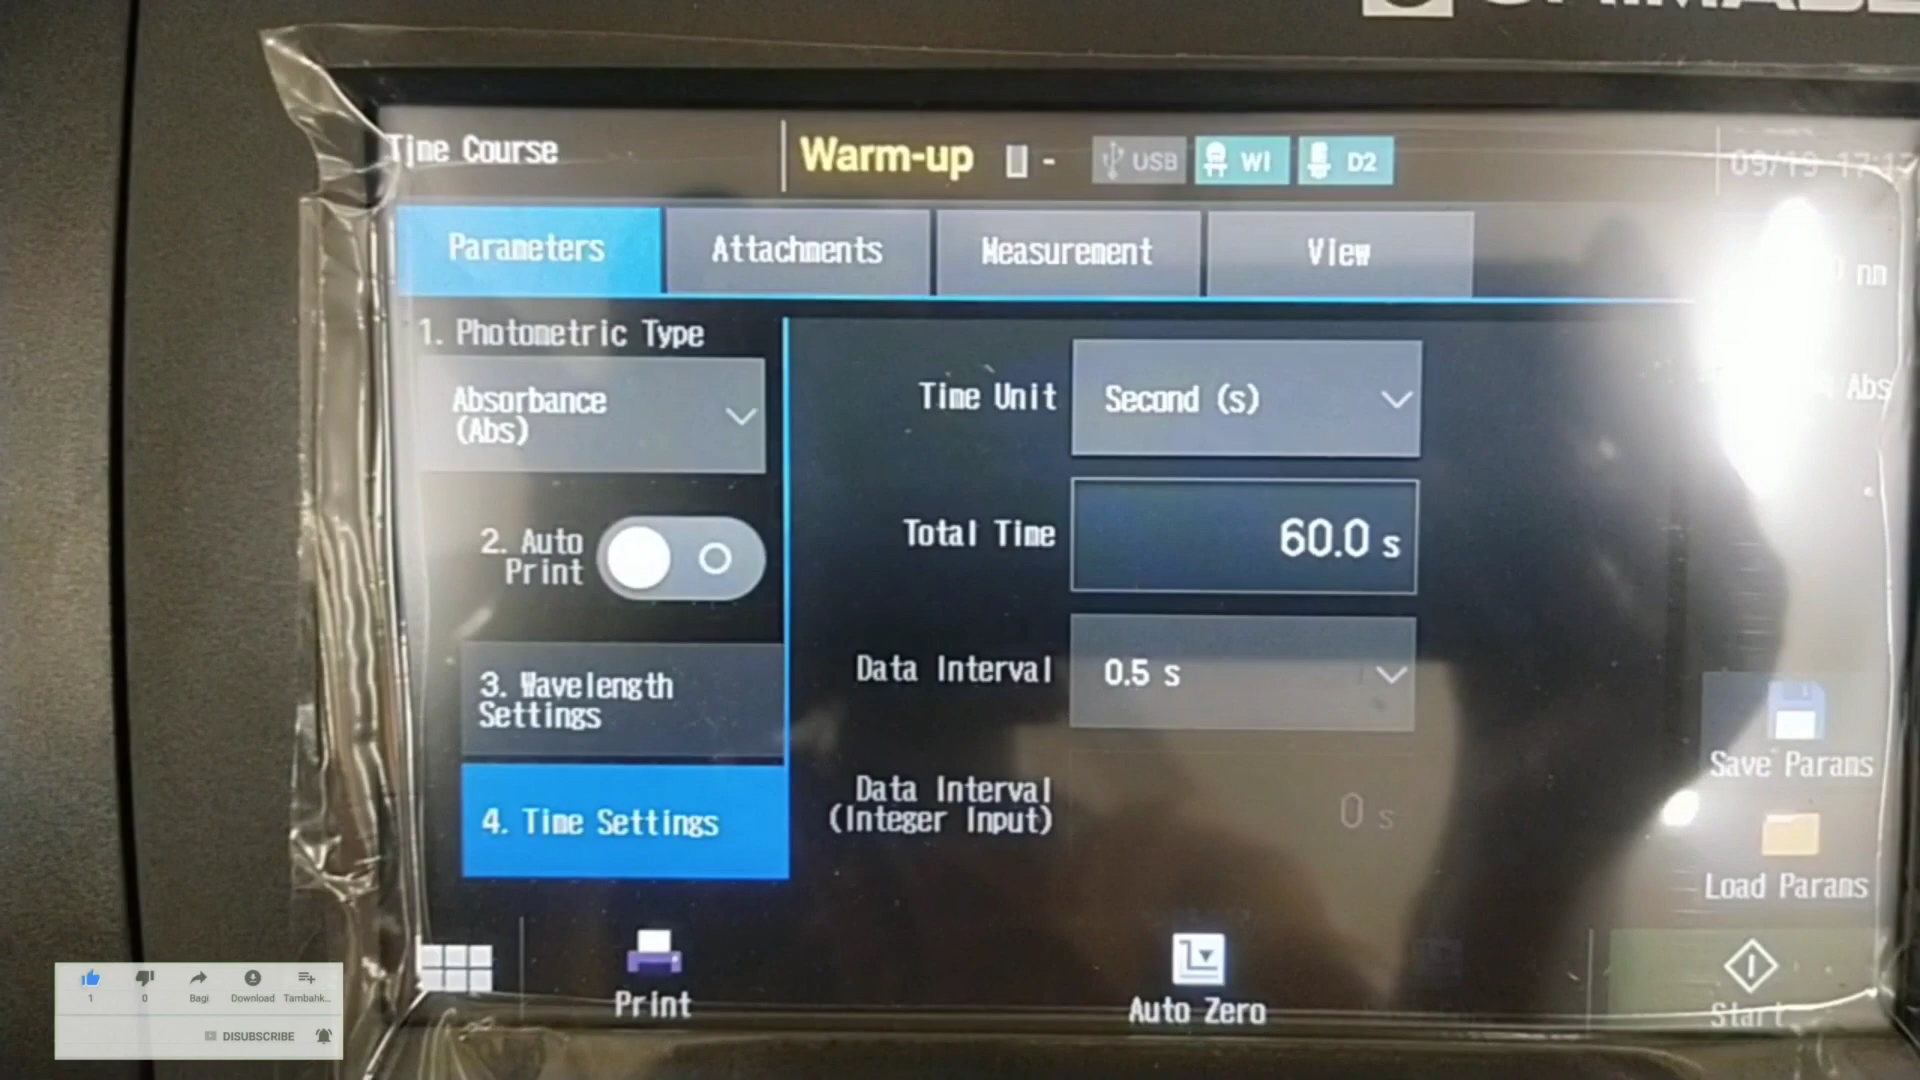 Time Course
Warm-up - USB WI D2
Parameters Attachments Measurement View
nm
Abs
1. Photometric Type
Absorbance
(Abs)
2. Auto
Print
3. Wavelength
Settings
4. Time Settings
Time Unit Second (s)
Total Time 60.0 s
Data Interval 0.5 s
Data Interval
(Integer Input) 0 s
Save Params
Load Params
Print
Auto Zero
Start
1 0 Bagi Download Tambahk...
DISUBSCRIBE